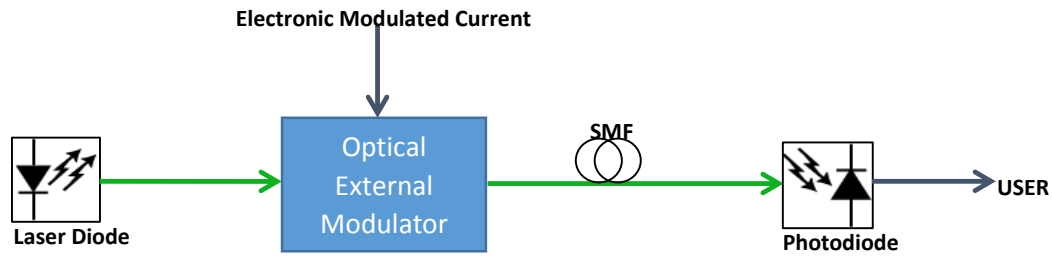 Electronic Modulated Current
Optical
External
Modulator
SMF
Laser Diode
Photodiode
USER